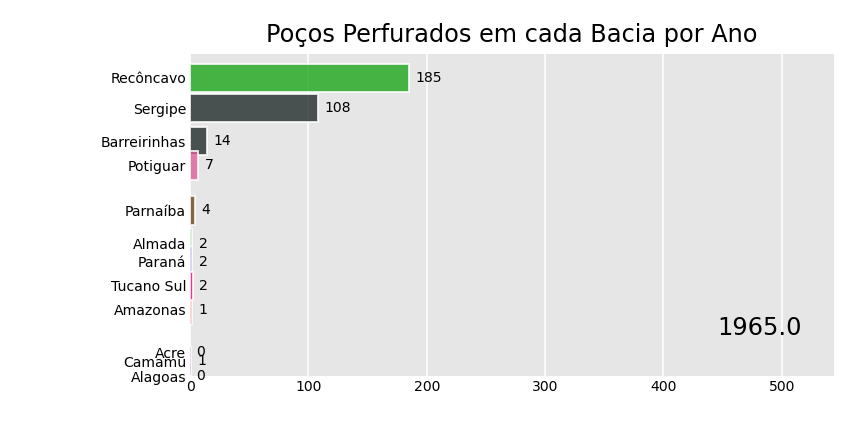 Poços Perfurados em cada Bacia por Ano
Recôncavo 185
Sergipe 108
Barreirinhas 14
Potiguar 7
Parnaíba 4
Almada 2
Paraná 2
Tucano Sul 2
Amazonas 1
1965.0
Acre 0
Camamu 1
Alagoas 0
0 100 200 300 400 500